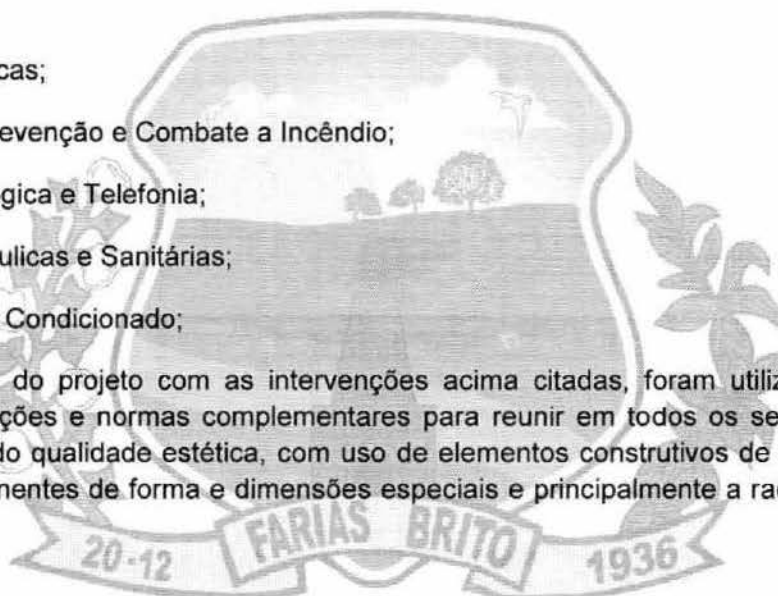 cas;
evenção e Combate a Incêndio;
gica e Telefonia;
ulicas e Sanitárias;
Condicionado;
do projeto com as intervenções acima citadas, foram utiliz
ções e normas complementares para reunir em todos os se
do qualidade estética, com uso de elementos construtivos de
nentes de forma e dimensões especiais e principalmente a ra
FARIAS BRITO
20-12 1936